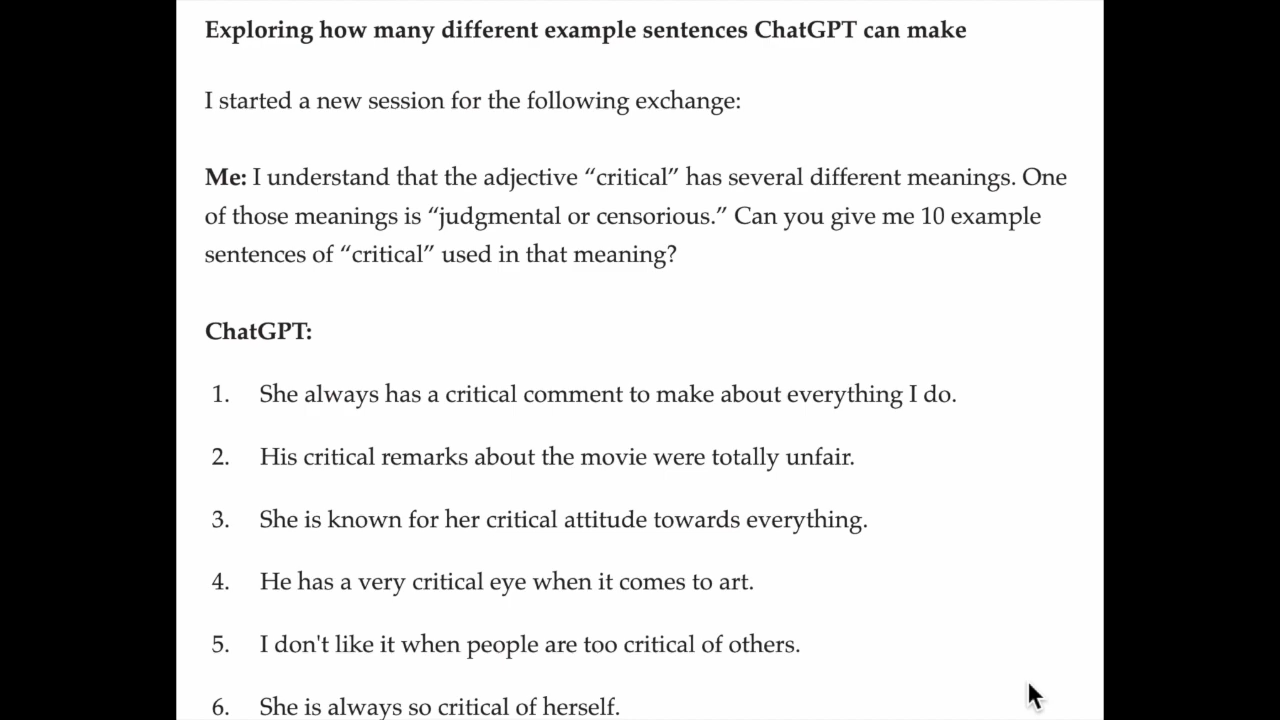 Exploring how many different example sentences ChatGPT can make
I started a new session for the following exchange:
Me: I understand that the adjective “critical” has several different meanings. One
of those meanings is “judgmental or censorious.” Can you give me 10 example
sentences of “critical” used in that meaning?
ChatGPT:
1. She always has a critical comment to make about everything I do.
2. His critical remarks about the movie were totally unfair.
3. She is known for her critical attitude towards everything.
4. He has a very critical eye when it comes to art.
5. I don't like it when people are too critical of others.
6. She is always so critical of herself.